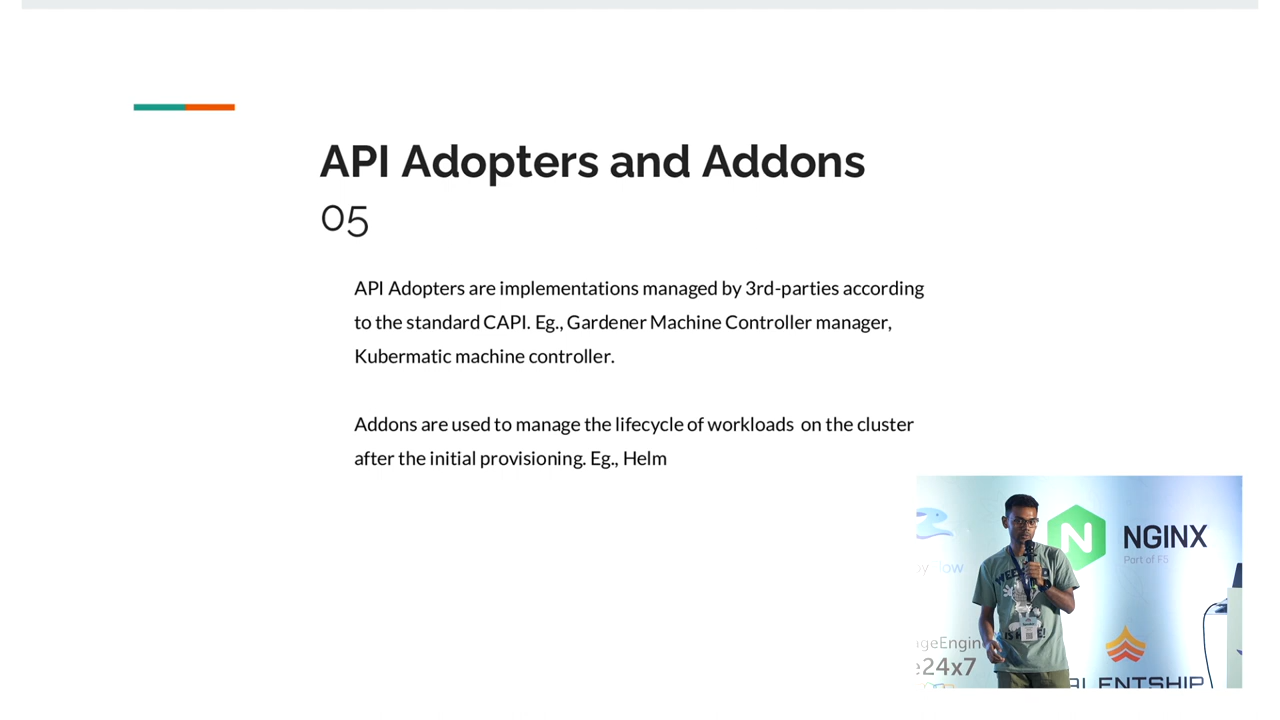 API Adopters and Addons
05
API Adopters are implementations managed by 3rd-parties according
to the standard CAPI. Eg., Gardener Machine Controller manager,
Kubermatic machine controller.
Addons are used to manage the lifecycle of workloads on the cluster
after the initial provisioning. Eg., Helm
N NGINX
Part of F5